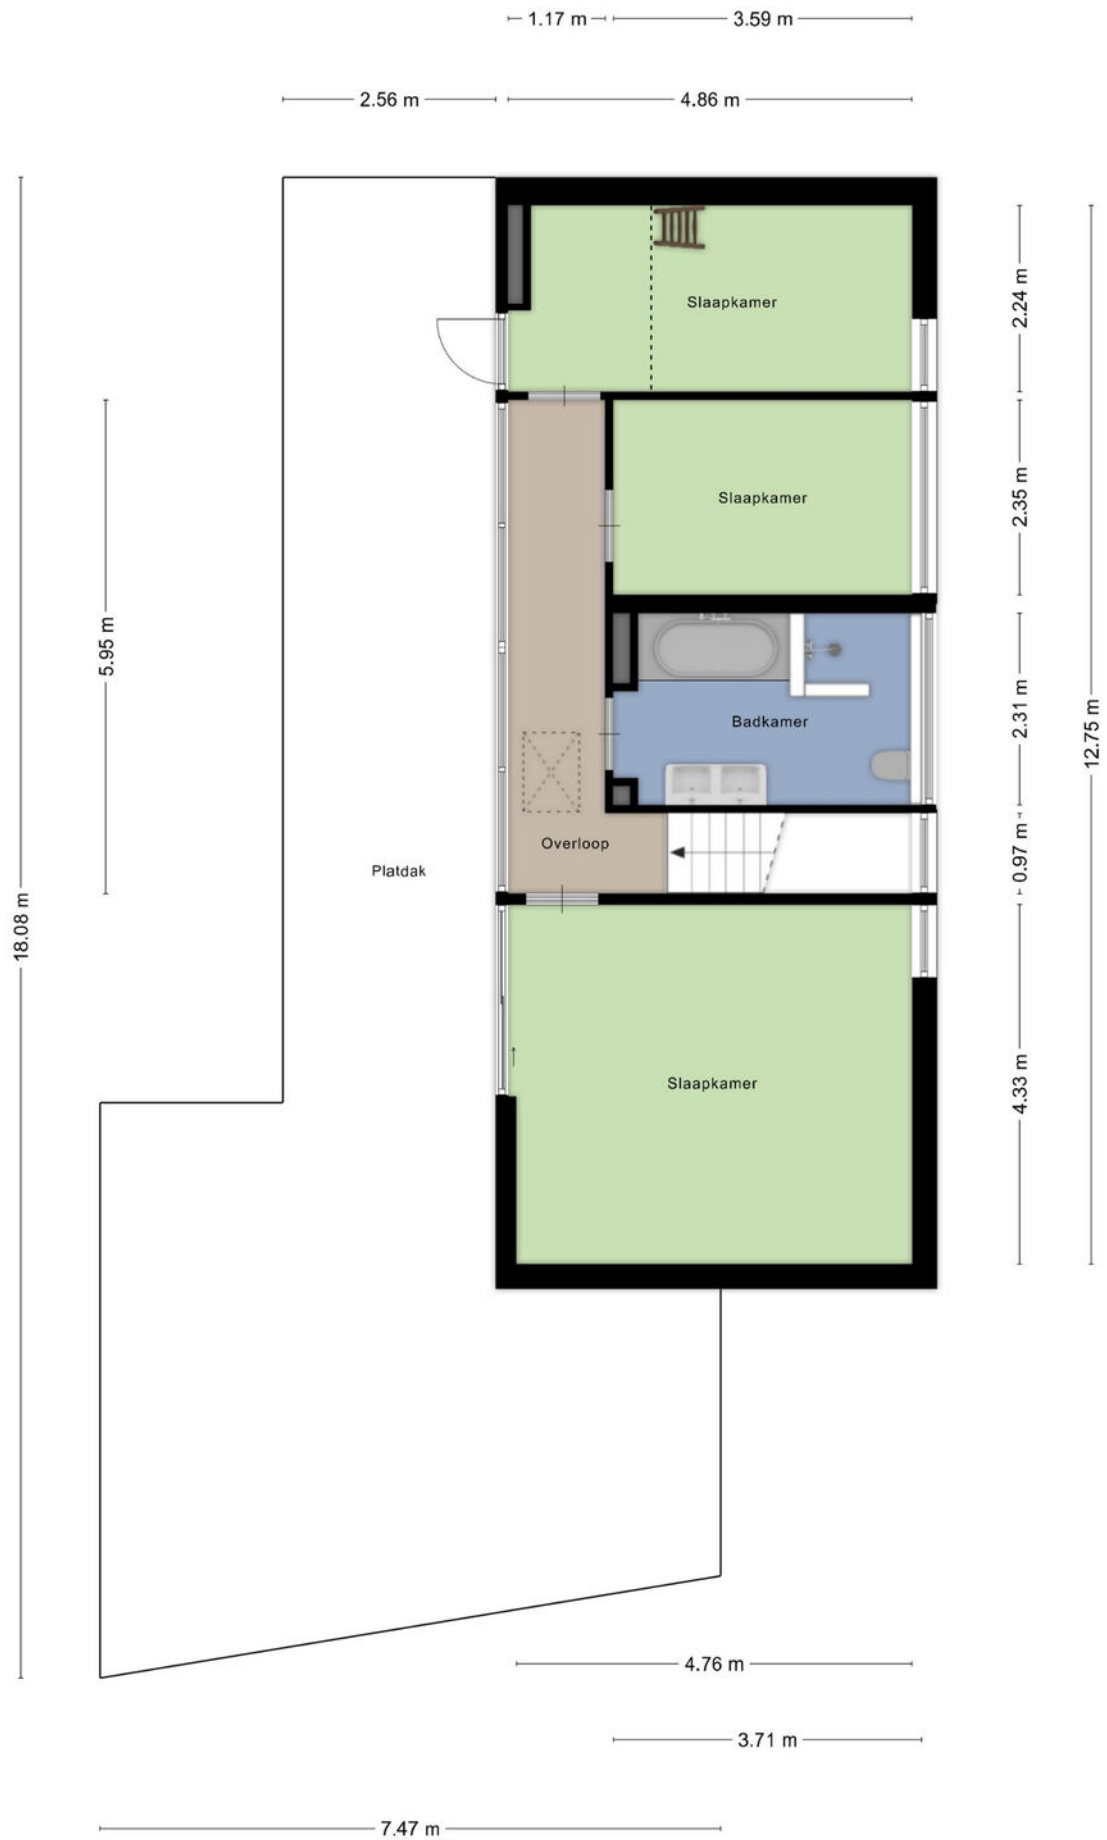 1.17 m
3.59 m
2.56 m
4.86 m
Slaapkamer
2.24 m
Slaapkamer
2.35 m
5.95 m
Badkamer
2.31 m
12.75 m
Overloop
0.97 m
Platdak
18.08 m
Slaapkamer
4.33 m
4.76 m
3.71 m
7.47 m